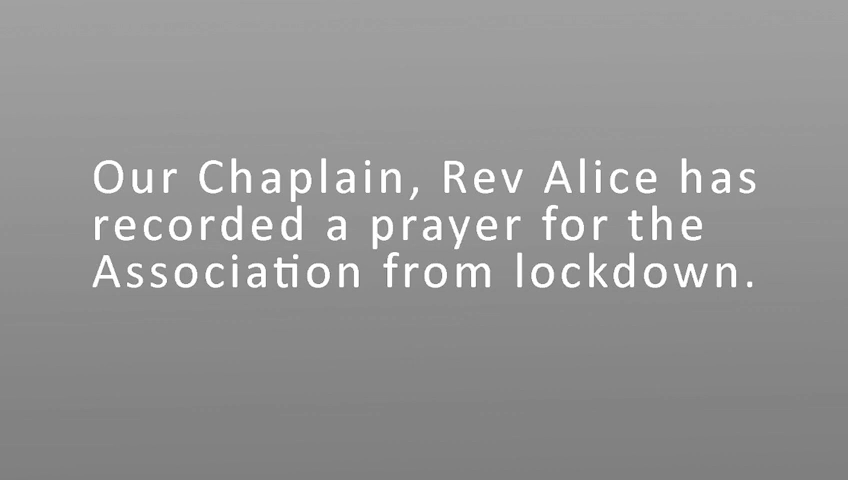 Our Chaplain, Rev Alice has
recorded a prayer for the
Association from lockdown.